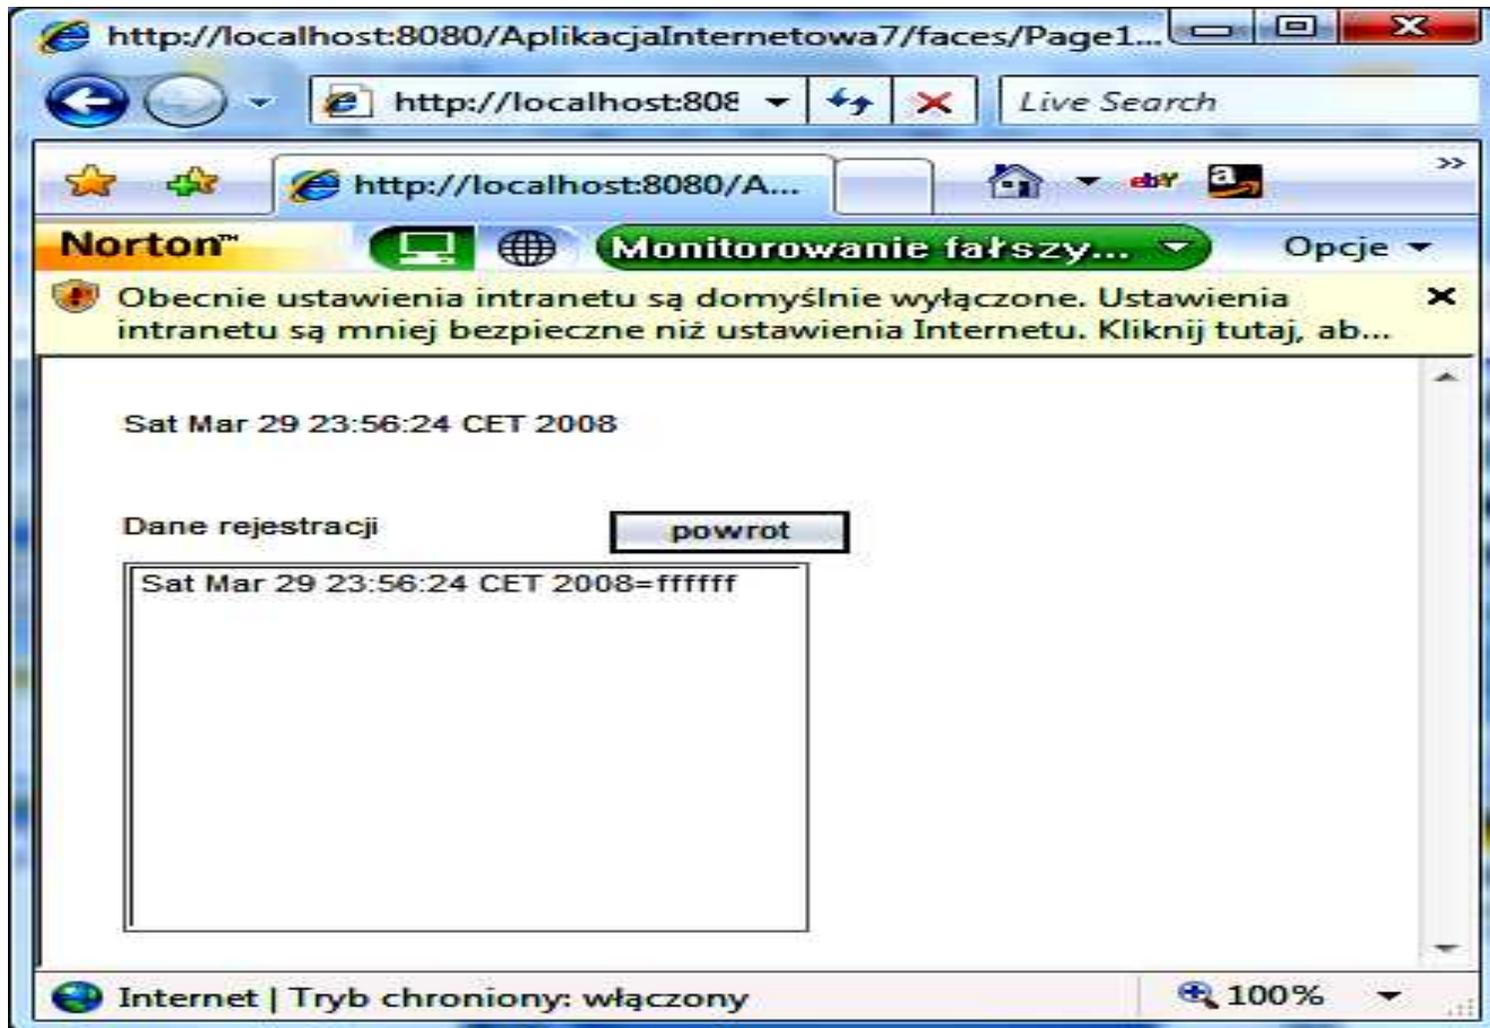 http://localhost:8080/AplikacjaInternetowa7/faces/Page1...
http://localhost:808 Live Search
http://localhost:8080/A... ebY a
Norton™ Monitorowanie fałszy... Opcje
Obecnie ustawienia intranetu są domyślnie wyłączone. Ustawienia
intranetu są mniej bezpieczne niż ustawienia Internetu. Kliknij tutaj, ab...
Sat Mar 29 23:56:24 CET 2008
Dane rejestracji powrot
Sat Mar 29 23:56:24 CET 2008=ffffff
Internet | Tryb chroniony: włączony 100%